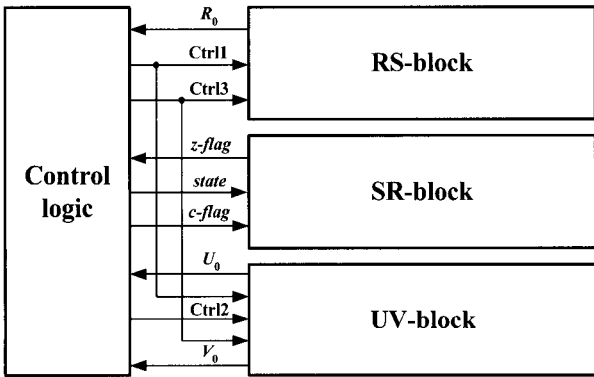 R₀
Ctrl1
RS-block
Ctrl3
z-flag
Control
logic
state
SR-block
c-flag
U₀
Ctrl2
UV-block
V₀